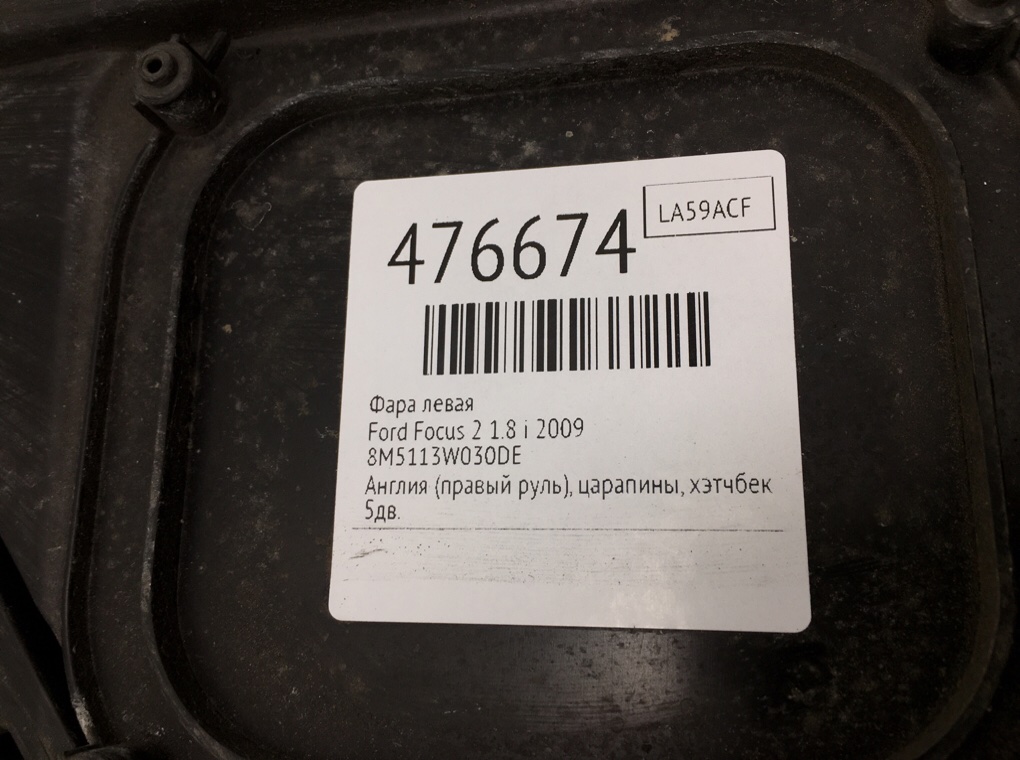 LA59ACF
476674
Фара левая
Ford Focus 2 1.8 i 2009
8M5113W030DE
Англия (правый руль), царапины, хэтчбек
5дв.